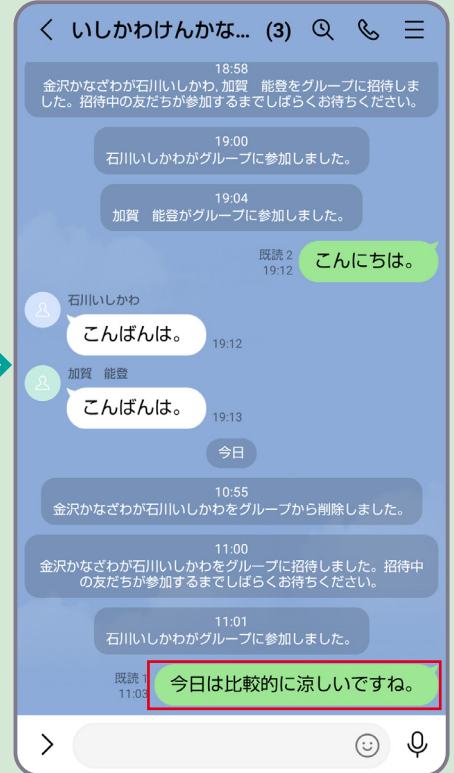 いしかわけんかな... (3)
18:58
金沢かなざわが石川いしかわ, 加賀　能登をグループに招待しま
した。招待中の友だちが参加するまでしばらくお待ちください。
19:00
石川いしかわがグループに参加しました。
19:04
加賀　能登がグループに参加しました。
既読 2
19:12
こんにちは。
石川いしかわ
こんばんは。
19:12
加賀　能登
こんばんは。
19:13
今日
10:55
金沢かなざわが石川いしかわをグループから削除しました。
11:00
金沢かなざわが石川いしかわをグループに招待しました。招待中
の友だちが参加するまでしばらくお待ちください。
11:01
石川いしかわがグループに参加しました。
既読 1
11:03
今日は比較的に涼しいですね。